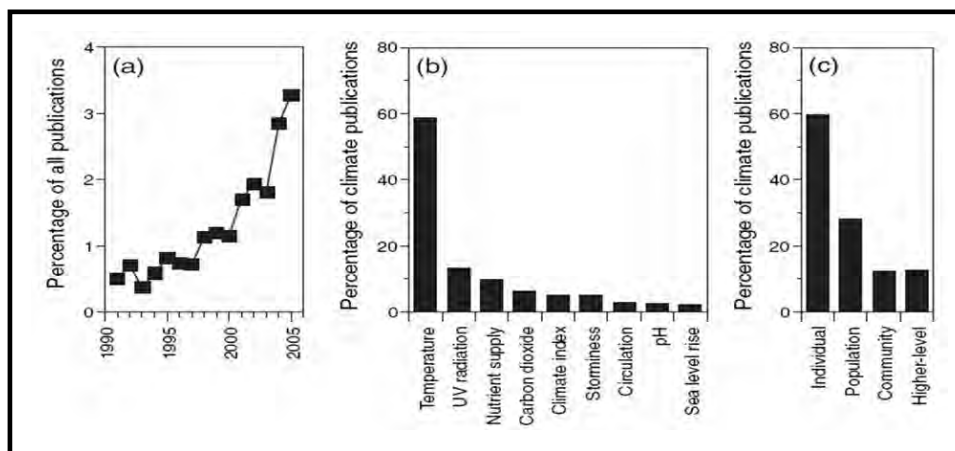 (a)
Percentage of all publications
4
3
2
1
0
1990
1995
2000
2005
(b)
Percentage of climate publications
80
60
40
20
0
Temperature
UV radiation
Nutrient supply
Carbon dioxide
Climate index
Storminess
Circulation
pH
Sea level rise
(c)
Percentage of climate publications
80
60
40
20
0
Individual
Population
Community
Higher-level